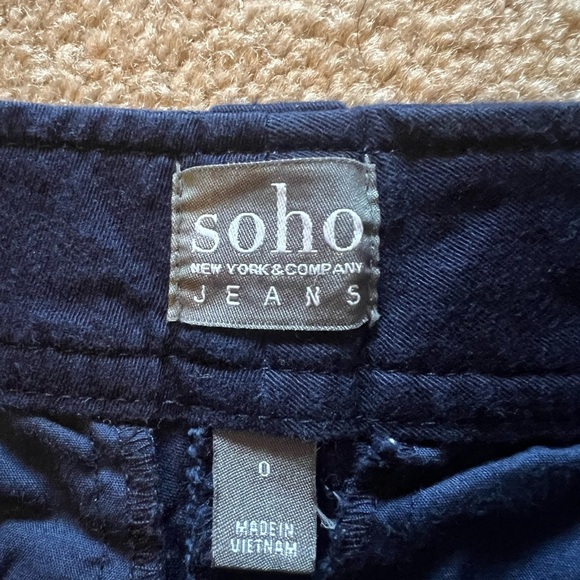 soho
NEW YORK & COMPANY
JEANS
0
MADE IN
VIETNAM